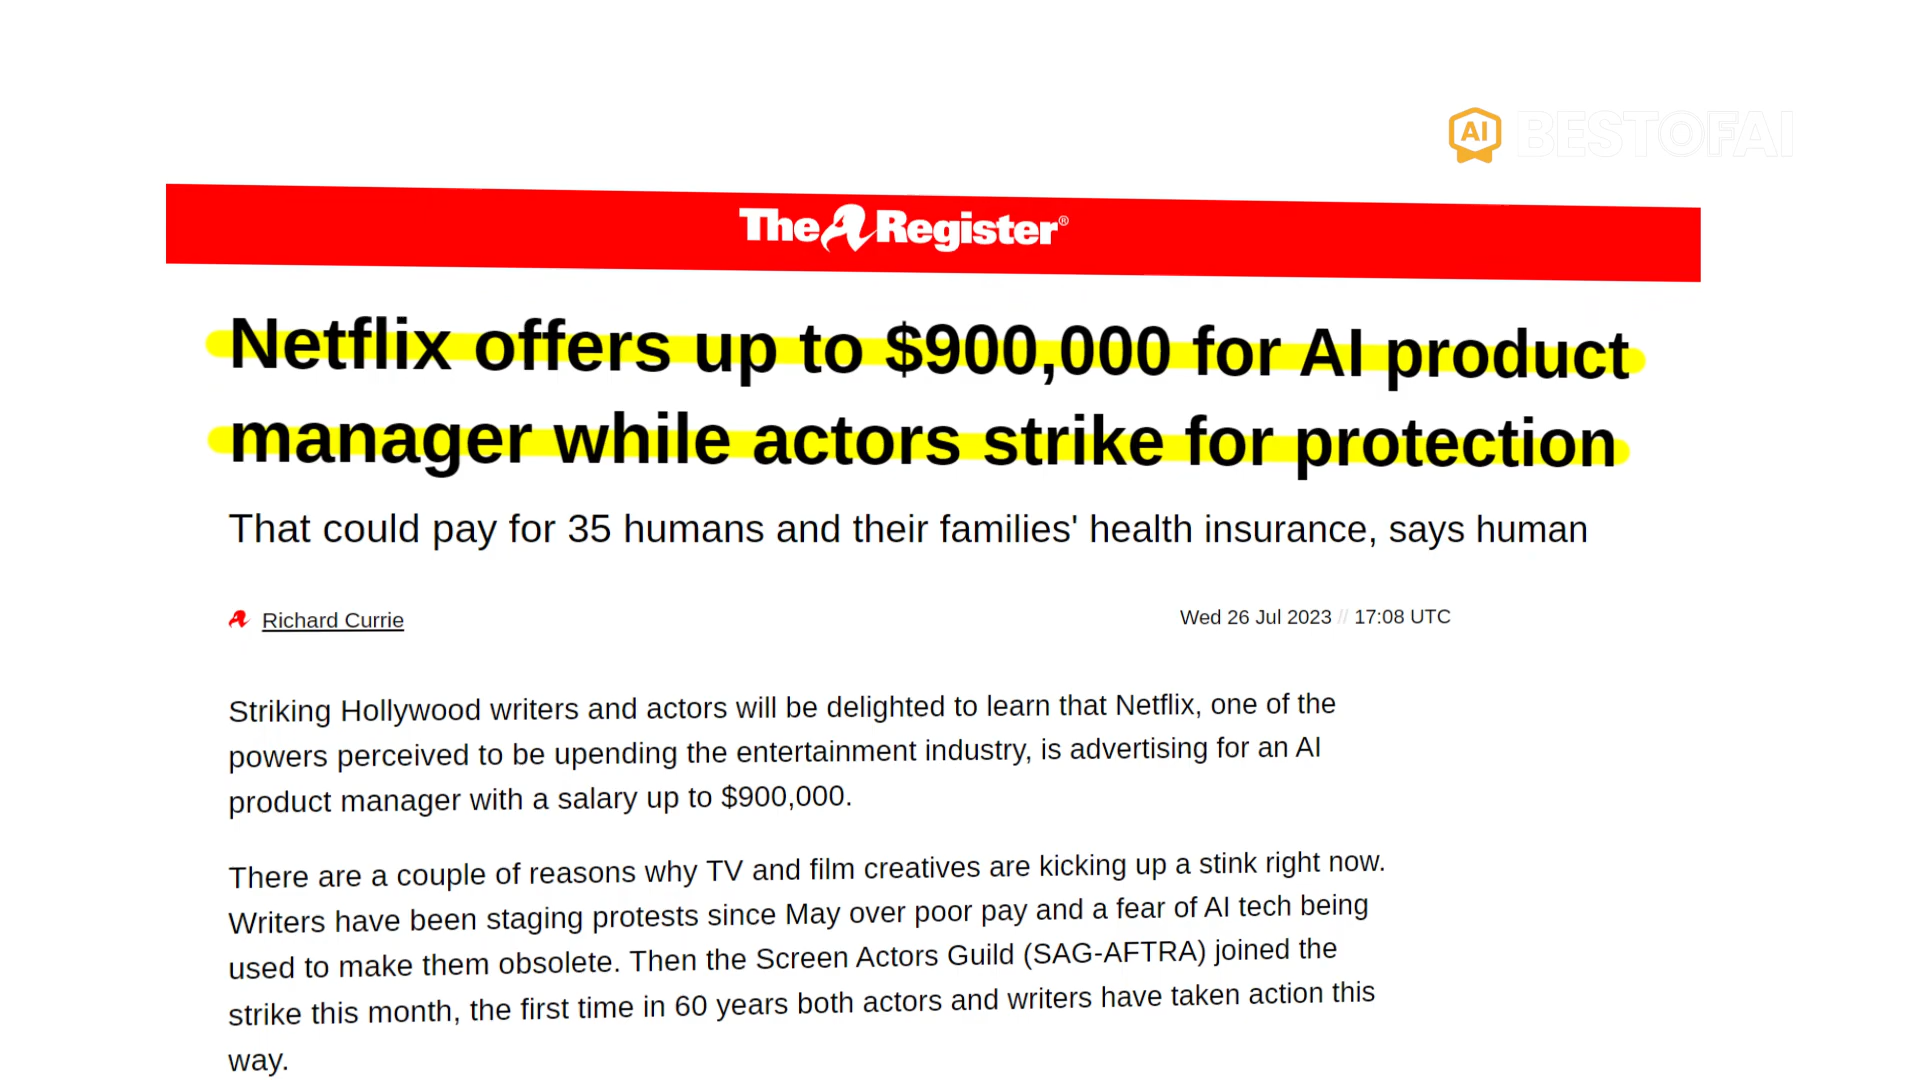 AI BESTOFAI
The Register®
Netflix offers up to $900,000 for AI product
manager while actors strike for protection
That could pay for 35 humans and their families' health insurance, says human
Richard Currie
Wed 26 Jul 2023 // 17:08 UTC
Striking Hollywood writers and actors will be delighted to learn that Netflix, one of the
powers perceived to be upending the entertainment industry, is advertising for an AI
product manager with a salary up to $900,000.
There are a couple of reasons why TV and film creatives are kicking up a stink right now.
Writers have been staging protests since May over poor pay and a fear of AI tech being
used to make them obsolete. Then the Screen Actors Guild (SAG-AFTRA) joined the
strike this month, the first time in 60 years both actors and writers have taken action this
way.